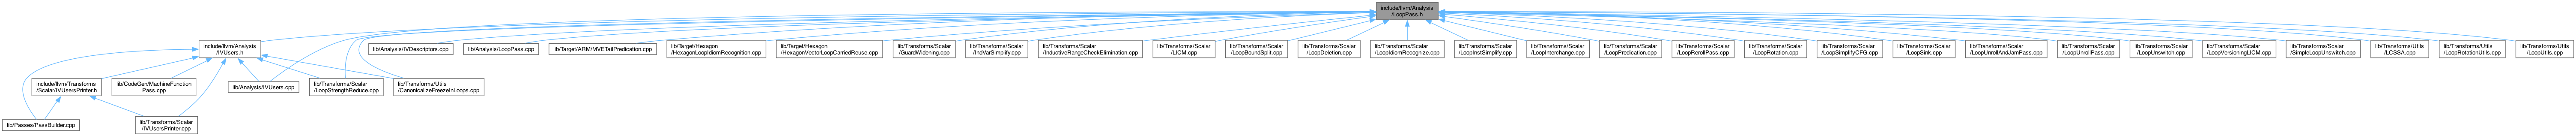 include/llvm/Analysis
/LoopPass.h
include/llvm/Analysis
/IVUsers.h
lib/Analysis/IVDescriptors.cpp
lib/Analysis/LoopPass.cpp
lib/Target/ARM/MVETailPredication.cpp
lib/Target/Hexagon
/HexagonLoopIdiomRecognition.cpp
lib/Target/Hexagon
/HexagonVectorLoopCarriedReuse.cpp
lib/Transforms/Scalar
/GuardWidening.cpp
lib/Transforms/Scalar
/IndVarSimplify.cpp
lib/Transforms/Scalar
/InductiveRangeCheckElimination.cpp
lib/Transforms/Scalar
/LICM.cpp
lib/Transforms/Scalar
/LoopBoundSplit.cpp
lib/Transforms/Scalar
/LoopDeletion.cpp
lib/Transforms/Scalar
/LoopIdiomRecognize.cpp
lib/Transforms/Scalar
/LoopInstSimplify.cpp
lib/Transforms/Scalar
/LoopInterchange.cpp
lib/Transforms/Scalar
/LoopPredication.cpp
lib/Transforms/Scalar
/LoopRerollPass.cpp
lib/Transforms/Scalar
/LoopRotation.cpp
lib/Transforms/Scalar
/LoopSimplifyCFG.cpp
lib/Transforms/Scalar
/LoopSink.cpp
lib/Transforms/Scalar
/LoopUnrollAndJamPass.cpp
lib/Transforms/Scalar
/LoopUnrollPass.cpp
lib/Transforms/Scalar
/LoopUnswitch.cpp
lib/Transforms/Scalar
/LoopVersioningLICM.cpp
lib/Transforms/Scalar
/SimpleLoopUnswitch.cpp
lib/Transforms/Utils
/LCSSA.cpp
lib/Transforms/Utils
/LoopRotationUtils.cpp
lib/Transforms/Utils
/LoopUtils.cpp
include/llvm/Transforms
/Scalar/IVUsersPrinter.h
lib/CodeGen/MachineFunction
Pass.cpp
lib/Analysis/IVUsers.cpp
lib/Transforms/Scalar
/LoopStrengthReduce.cpp
lib/Transforms/Utils
/CanonicalizeFreezeInLoops.cpp
lib/Passes/PassBuilder.cpp
lib/Transforms/Scalar
/IVUsersPrinter.cpp